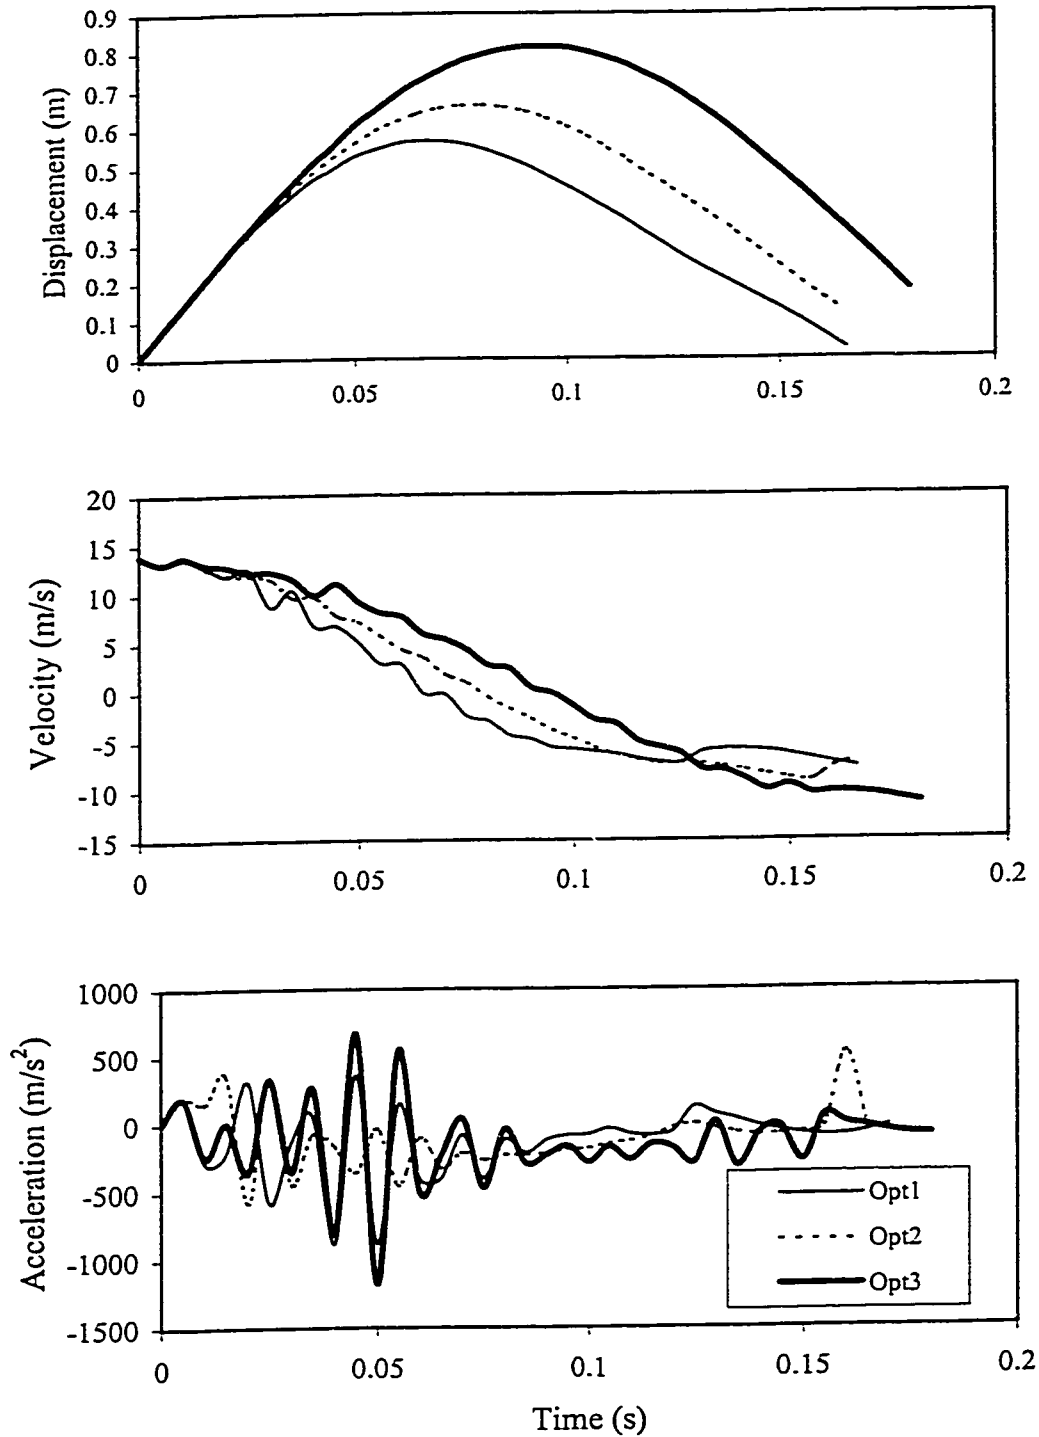 0.9
0.8
0.7
0.6
0.5
0.4
0.3
0.2
0.1
0
Displacement (m)
0 0.05 0.1 0.15 0.2
20
15
10
5
0
-5
-10
-15
Velocity (m/s)
0 0.05 0.1 0.15 0.2
1000
500
0
-500
-1000
-1500
Acceleration (m/s²)
Opt1
Opt2
Opt3
0 0.05 0.1 0.15 0.2
Time (s)